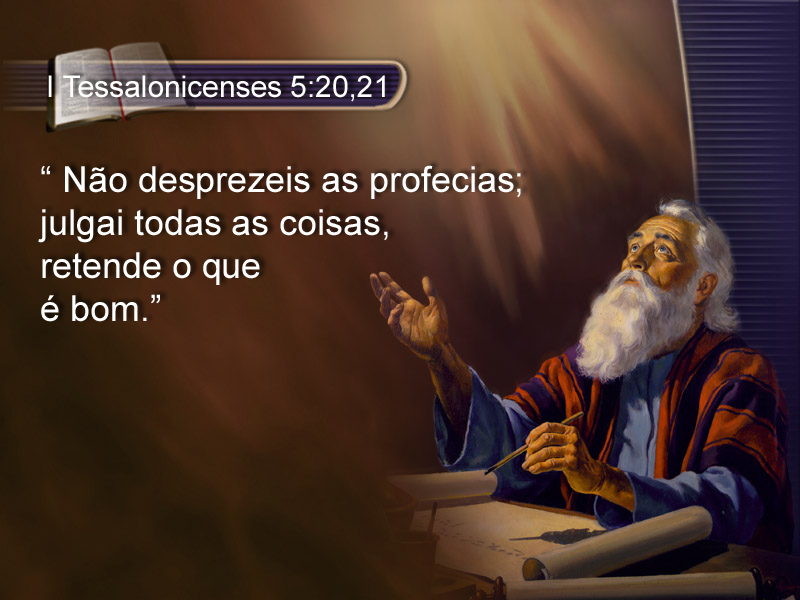 I Tessalonicenses 5:20,21
“ Não desprezeis as profecias;
julgai todas as coisas,
retende o que
é bom.”